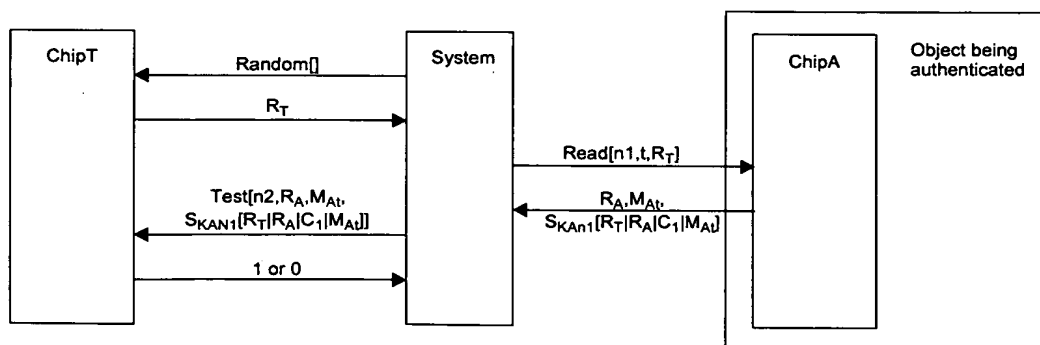 ChipT
System
ChipA
Object being
authenticated
Random[]
R_T
Read[n1,t,R_T]
Test[n2,R_A,M_At,
S_KAN1[R_T|R_A|C_1|M_At]]
R_A,M_At,
S_KAn1[R_T|R_A|C_1|M_At]
1 or 0